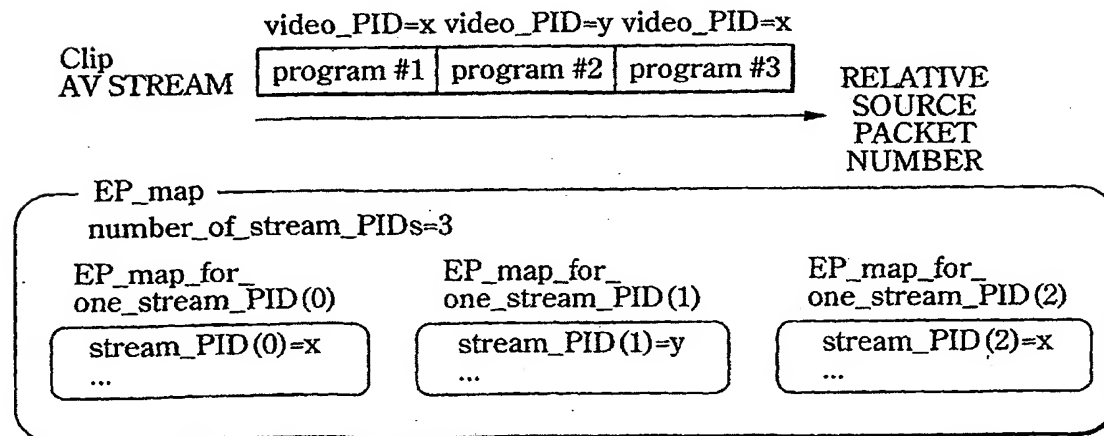 video_PID=x video_PID=y video_PID=x
Clip
AV STREAM
program #1 program #2 program #3
RELATIVE
SOURCE
PACKET
NUMBER
EP_map
number_of_stream_PIDs=3
EP_map_for_
one_stream_PID(0)
EP_map_for_
one_stream_PID(1)
EP_map_for_
one_stream_PID(2)
stream_PID(0)=x
...
stream_PID(1)=y
...
stream_PID(2)=x
...